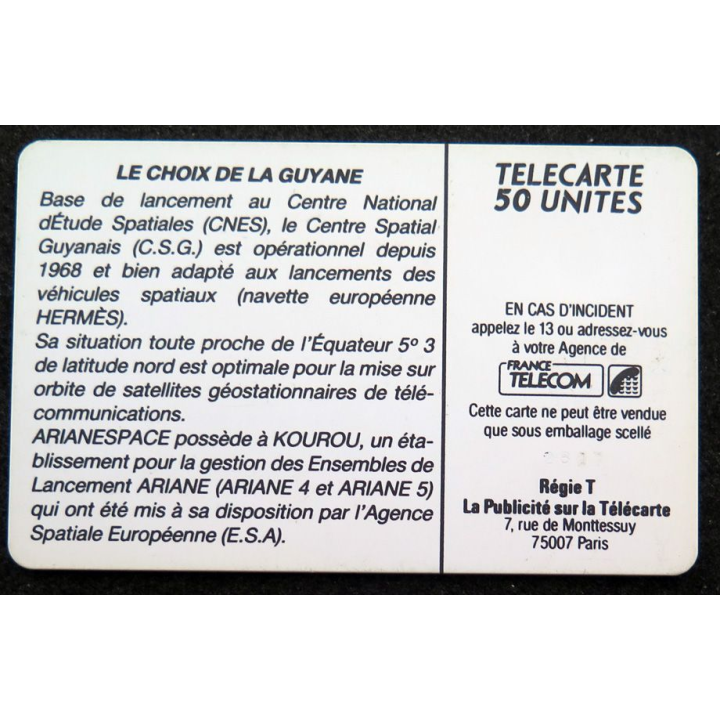 LE CHOIX DE LA GUYANE
Base de lancement au Centre National
dÉtude Spatiales (CNES), le Centre Spatial
Guyanais (C.S.G.) est opérationnel depuis
1968 et bien adapté aux lancements des
véhicules spatiaux (navette européenne
HERMÈS).
Sa situation toute proche de l'Équateur 5º 3
de latitude nord est optimale pour la mise sur
orbite de satellites géostationnaires de télé-
communications.
ARIANESPACE possède à KOUROU, un éta-
blissement pour la gestion des Ensembles de
Lancement ARIANE (ARIANE 4 et ARIANE 5)
qui ont été mis à sa disposition par l'Agence
Spatiale Européenne (E.S.A).
TELECARTE
50 UNITES
EN CAS D'INCIDENT
appelez le 13 ou adressez-vous
à votre Agence de
FRANCE
TELECOM
Cette carte ne peut être vendue
que sous emballage scellé
Régie T
La Publicité sur la Télécarte
7, rue de Monttessuy
75007 Paris